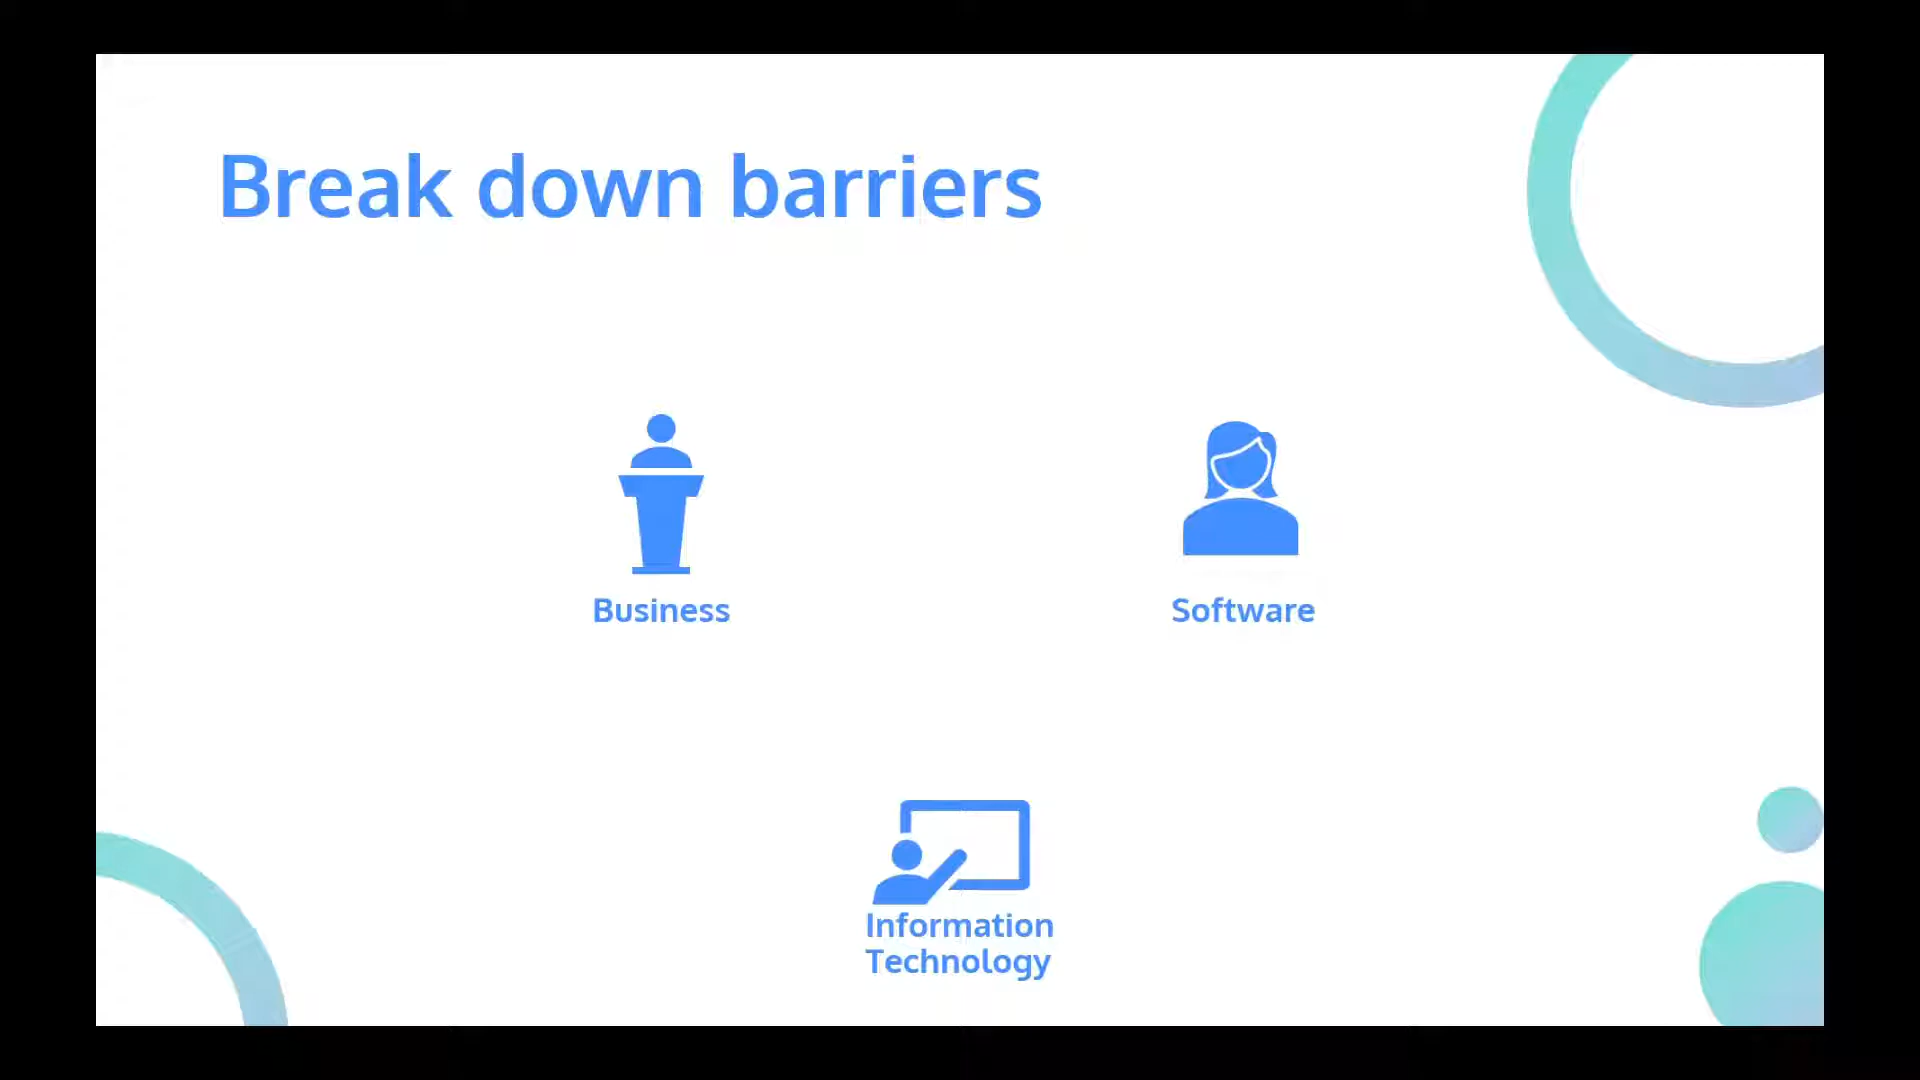 Break down barriers
Business
Software
Information
Technology